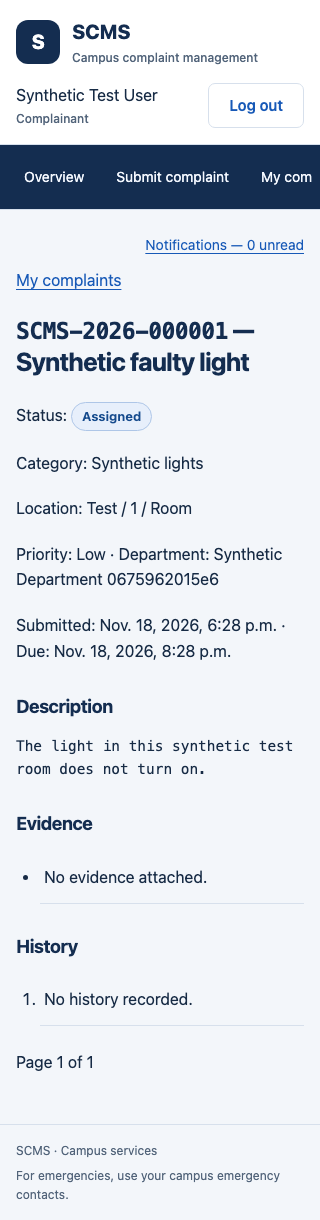 S
SCMS
Campus complaint management
Synthetic Test User
Complainant
Log out
Overview
Submit complaint
My com
Notifications — 0 unread
My complaints
SCMS-2026-000001 —
Synthetic faulty light
Status: Assigned
Category: Synthetic lights
Location: Test / 1 / Room
Priority: Low · Department: Synthetic
Department 0675962015e6
Submitted: Nov. 18, 2026, 6:28 p.m. ·
Due: Nov. 18, 2026, 8:28 p.m.
Description
The light in this synthetic test
room does not turn on.
Evidence
• No evidence attached.
History
1. No history recorded.
Page 1 of 1
SCMS · Campus services
For emergencies, use your campus emergency
contacts.